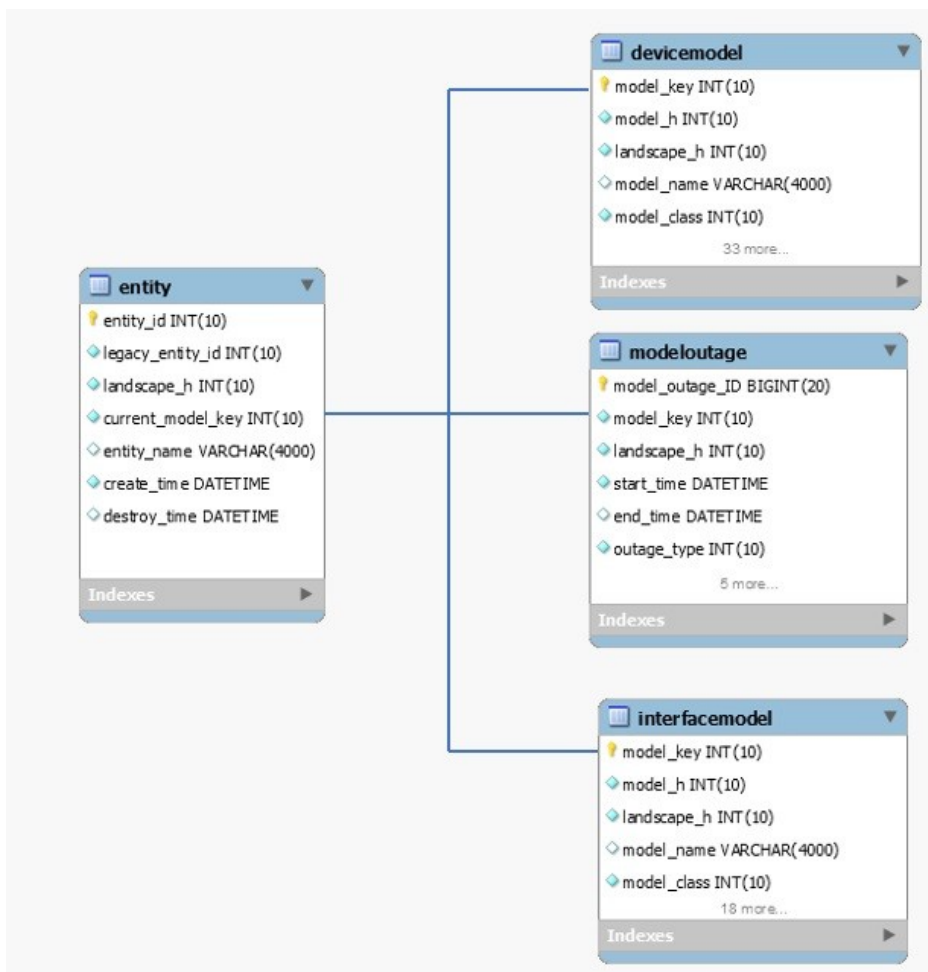 devicemodel
model_key INT(10)
model_h INT(10)
landscape_h INT(10)
model_name VARCHAR(4000)
model_class INT(10)
33 more...
Indexes
entity
entity_id INT(10)
legacy_entity_id INT(10)
landscape_h INT(10)
current_model_key INT(10)
entity_name VARCHAR(4000)
create_time DATETIME
destroy_time DATETIME
Indexes
modeloutage
model_outage_ID BIGINT(20)
model_key INT(10)
landscape_h INT(10)
start_time DATETIME
end_time DATETIME
outage_type INT(10)
5 more...
Indexes
interfacemodel
model_key INT(10)
model_h INT(10)
landscape_h INT(10)
model_name VARCHAR(4000)
model_class INT(10)
18 more...
Indexes